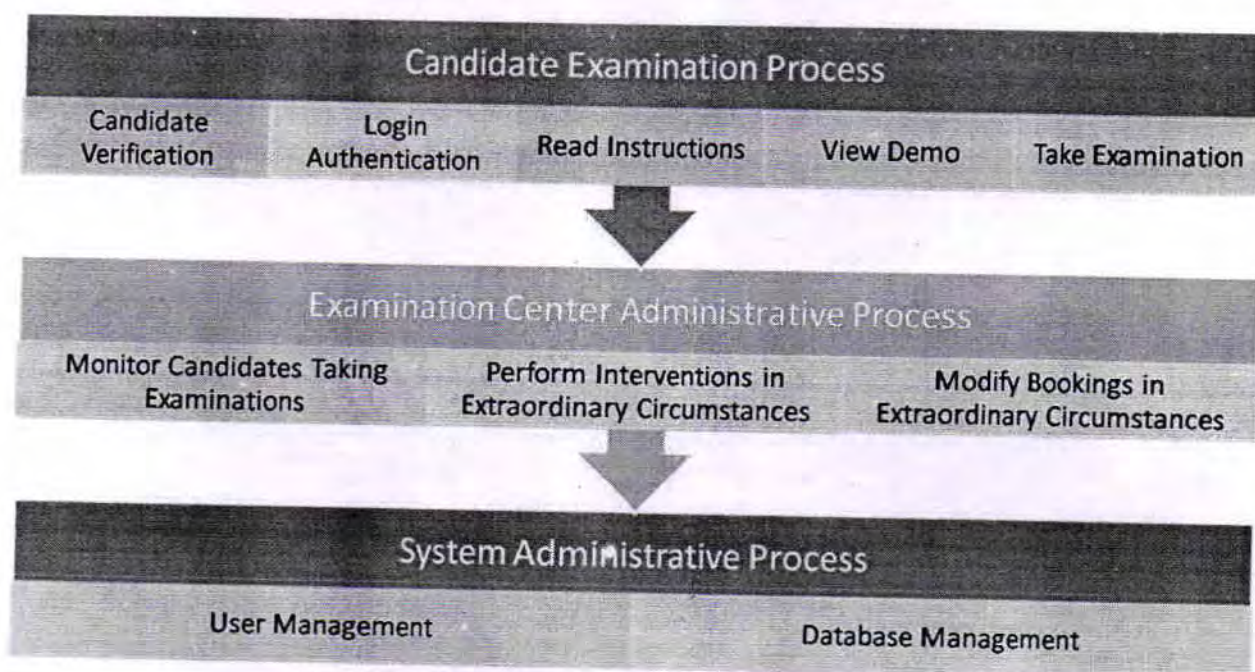 Candidate Examination Process
Candidate
Verification
Login
Authentication
Read Instructions
View Demo
Take Examination
Examination Center Administrative Process
Monitor Candidates Taking
Examinations
Perform Interventions in
Extraordinary Circumstances
Modify Bookings in
Extraordinary Circumstances
System Administrative Process
User Management
Database Management